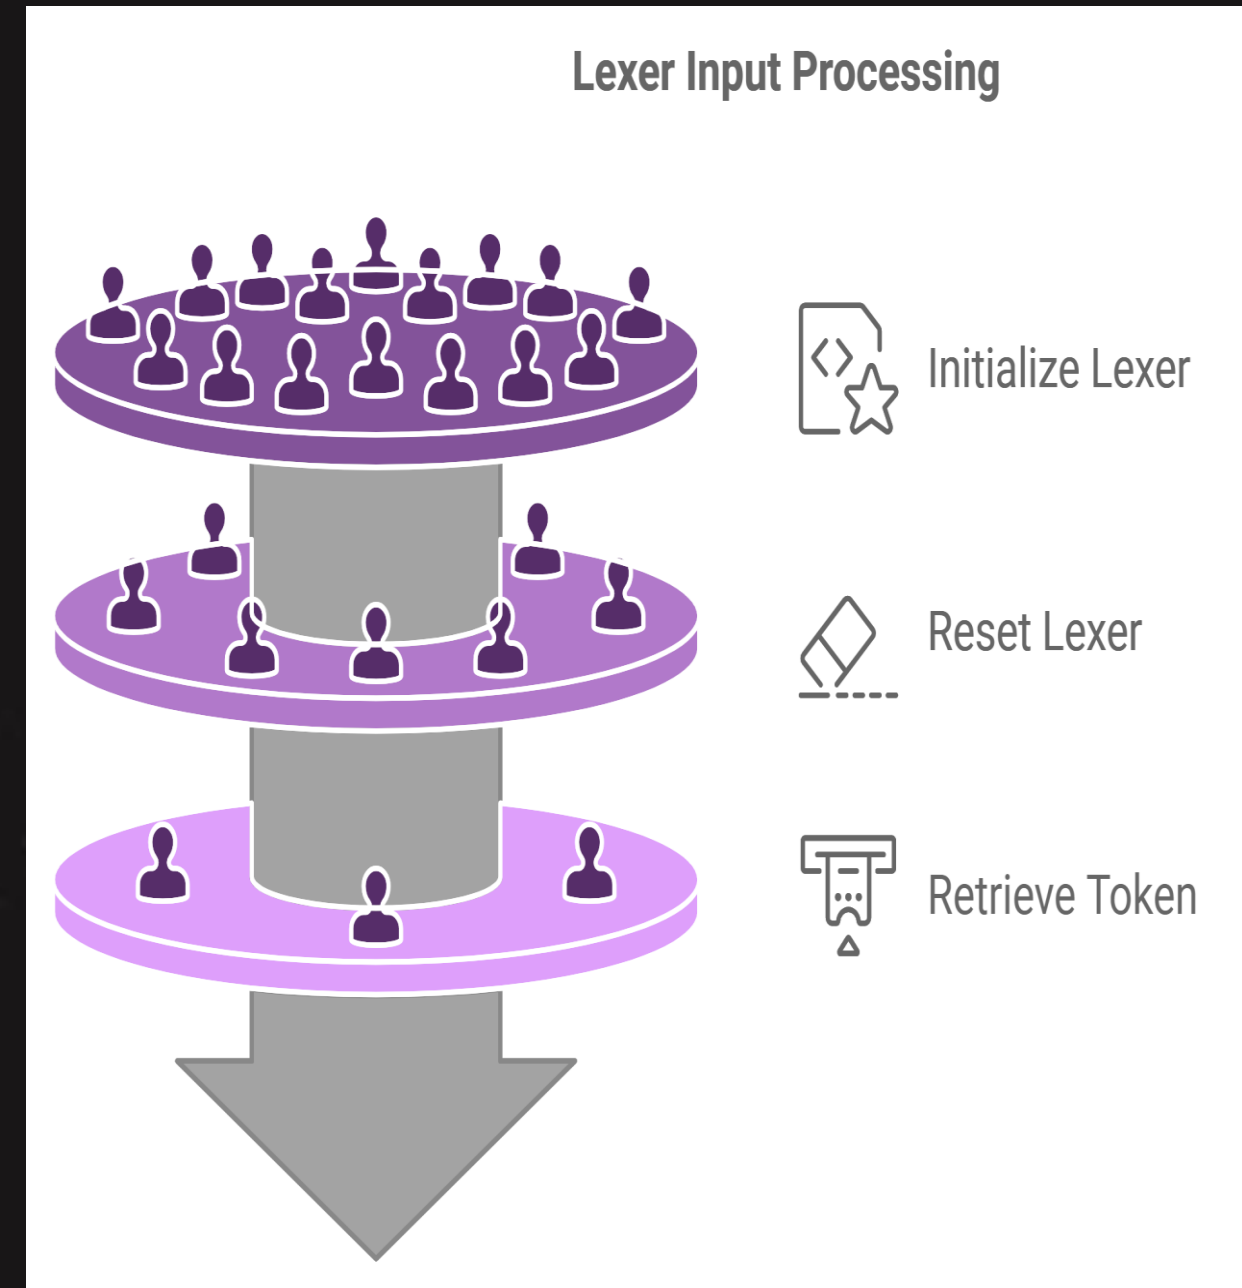 Lexer Input Processing
Initialize Lexer
Reset Lexer
Retrieve Token